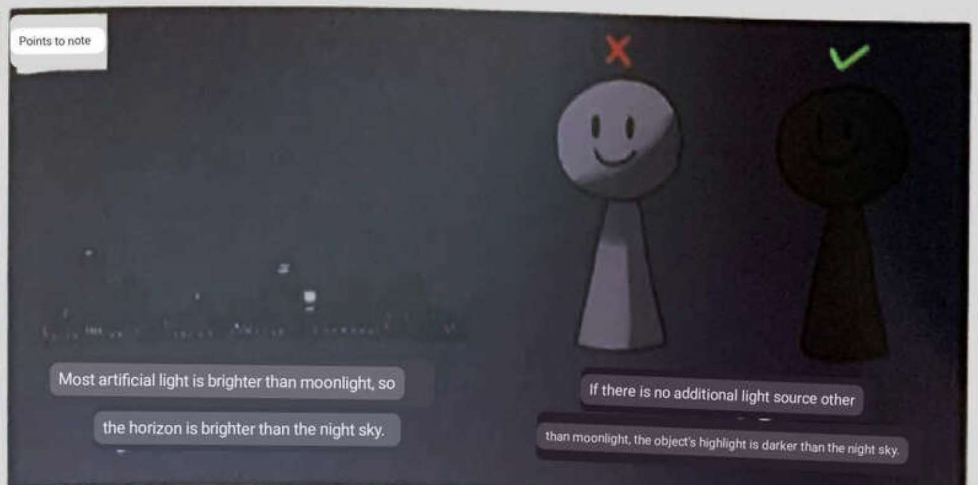 Points to note
Most artificial light is brighter than moonlight, so
the horizon is brighter than the night sky.
If there is no additional light source other
than moonlight, the object's highlight is darker than the night sky.